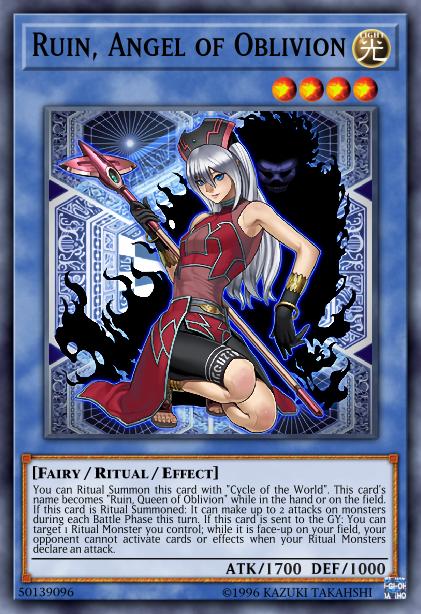 Ruin, Angel of Oblivion
LIGHT
光
[Fairy / Ritual / Effect]
You can Ritual Summon this card with "Cycle of the World". This card's
name becomes "Ruin, Queen of Oblivion" while in the hand or on the field.
If this card is Ritual Summoned: It can make up to 2 attacks on monsters
during each Battle Phase this turn. If this card is sent to the GY: You can
target 1 Ritual Monster you control; while it is face-up on your field, your
opponent cannot activate cards or effects when your Ritual Monsters
declare an attack.
ATK/1700 DEF/1000
50139096
©1996 KAZUKI TAKAHSHI